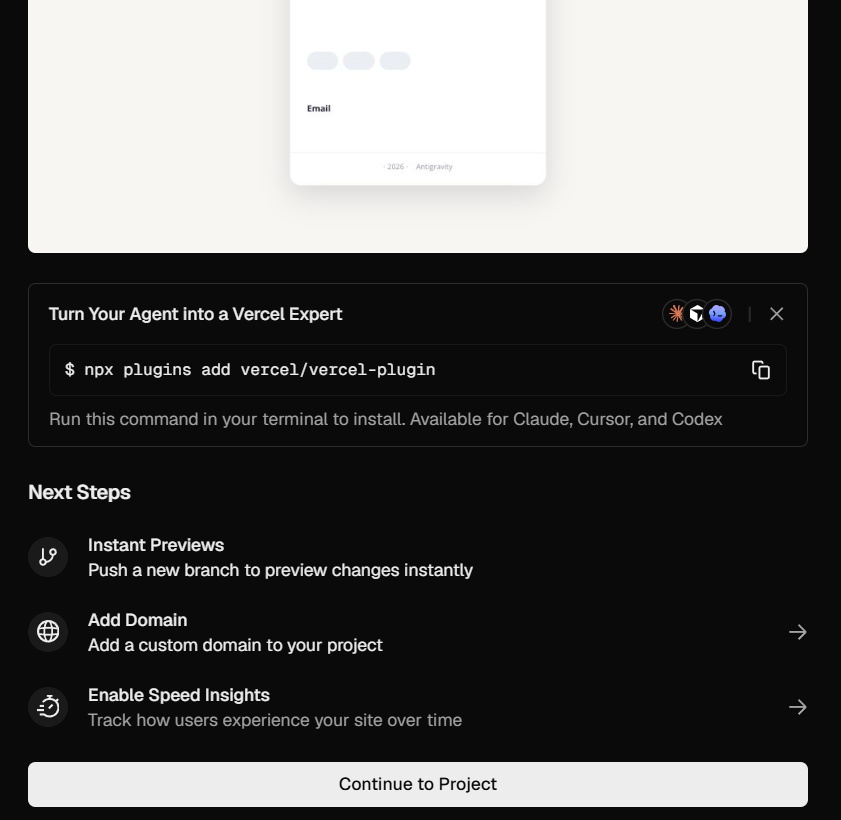 Email
· 2026 · Antigravity
Turn Your Agent into a Vercel Expert
$ npx plugins add vercel/vercel-plugin
Run this command in your terminal to install. Available for Claude, Cursor, and Codex
Next Steps
Instant Previews
Push a new branch to preview changes instantly
Add Domain
Add a custom domain to your project
Enable Speed Insights
Track how users experience your site over time
Continue to Project